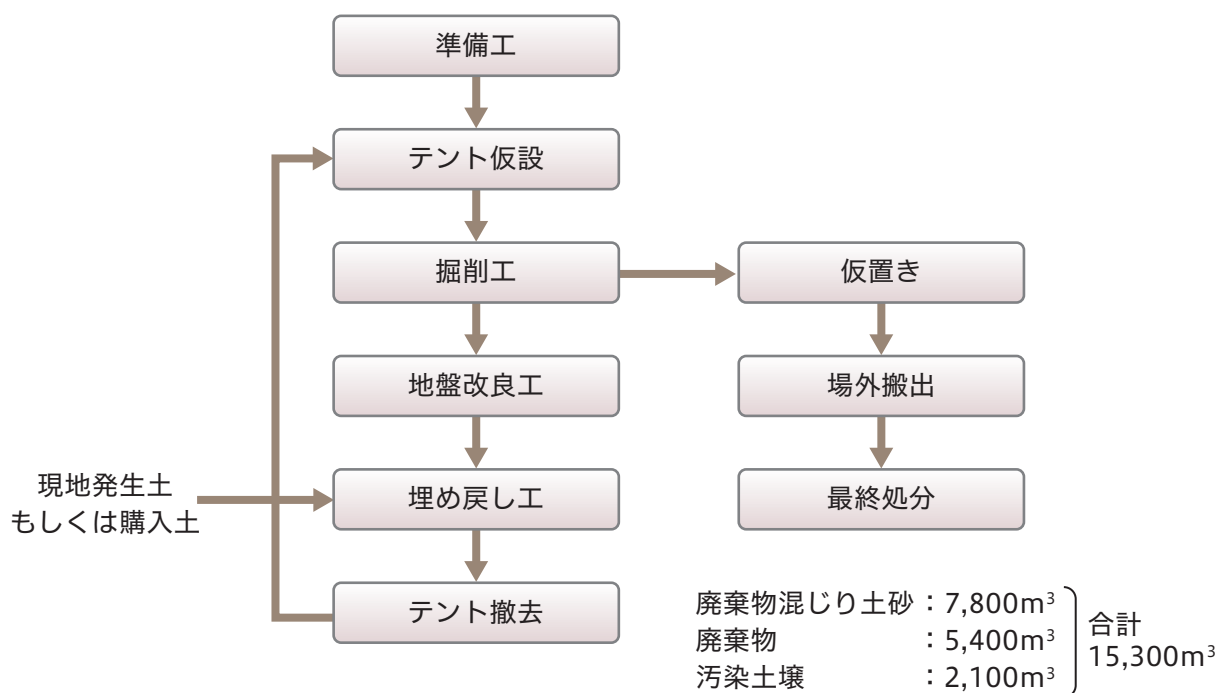 準備工
テント仮設
掘削工
仮置き
地盤改良工
場外搬出
現地発生土
もしくは購入土
埋め戻し工
最終処分
テント撤去
廃棄物混じり土砂：7,800m³
廃棄物：5,400m³
汚染土壌：2,100m³
合計
15,300m³